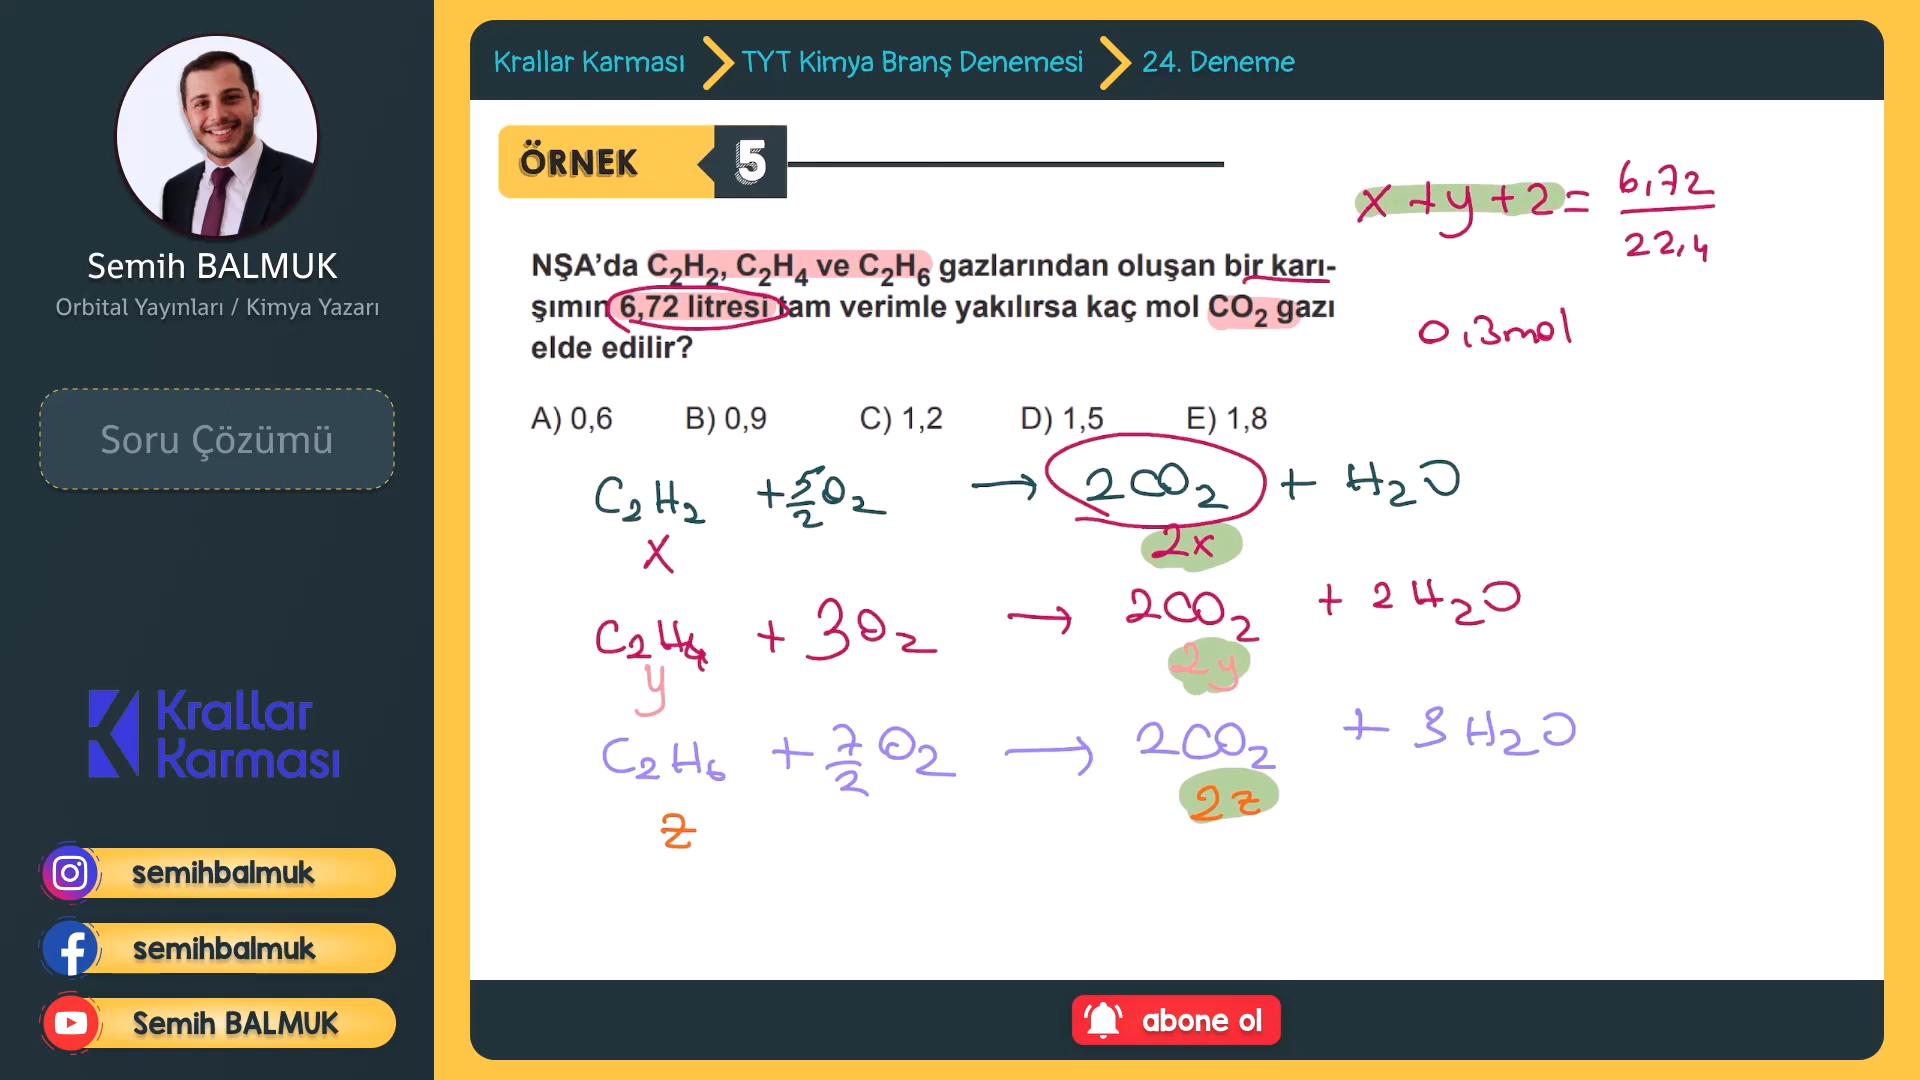 Krallar Karması > TYT Kimya Branş Denemesi > 24. Deneme
Semih BALMUK
Orbital Yayınları / Kimya Yazarı
Soru Çözümü
Krallar
Karması
semihbalmuk
semihbalmuk
Semih BALMUK
ÖRNEK 5
NŞA’da C₂H₂, C₂H₄ ve C₂H₆ gazlarından oluşan bir karı-
şımın 6,72 litresi tam verimle yakılırsa kaç mol CO₂ gazı
elde edilir?
A) 0,6 B) 0,9 C) 1,2 D) 1,5 E) 1,8
x + y + 2 = 6,72 / 22,4
0,3 mol
C₂H₂ + 5/2 O₂ → 2CO₂ + H₂O
x 2x
C₂H₄ + 3O₂ → 2CO₂ + 2H₂O
y 2y
C₂H₆ + 7/2 O₂ → 2CO₂ + 3H₂O
z 2z
abone ol